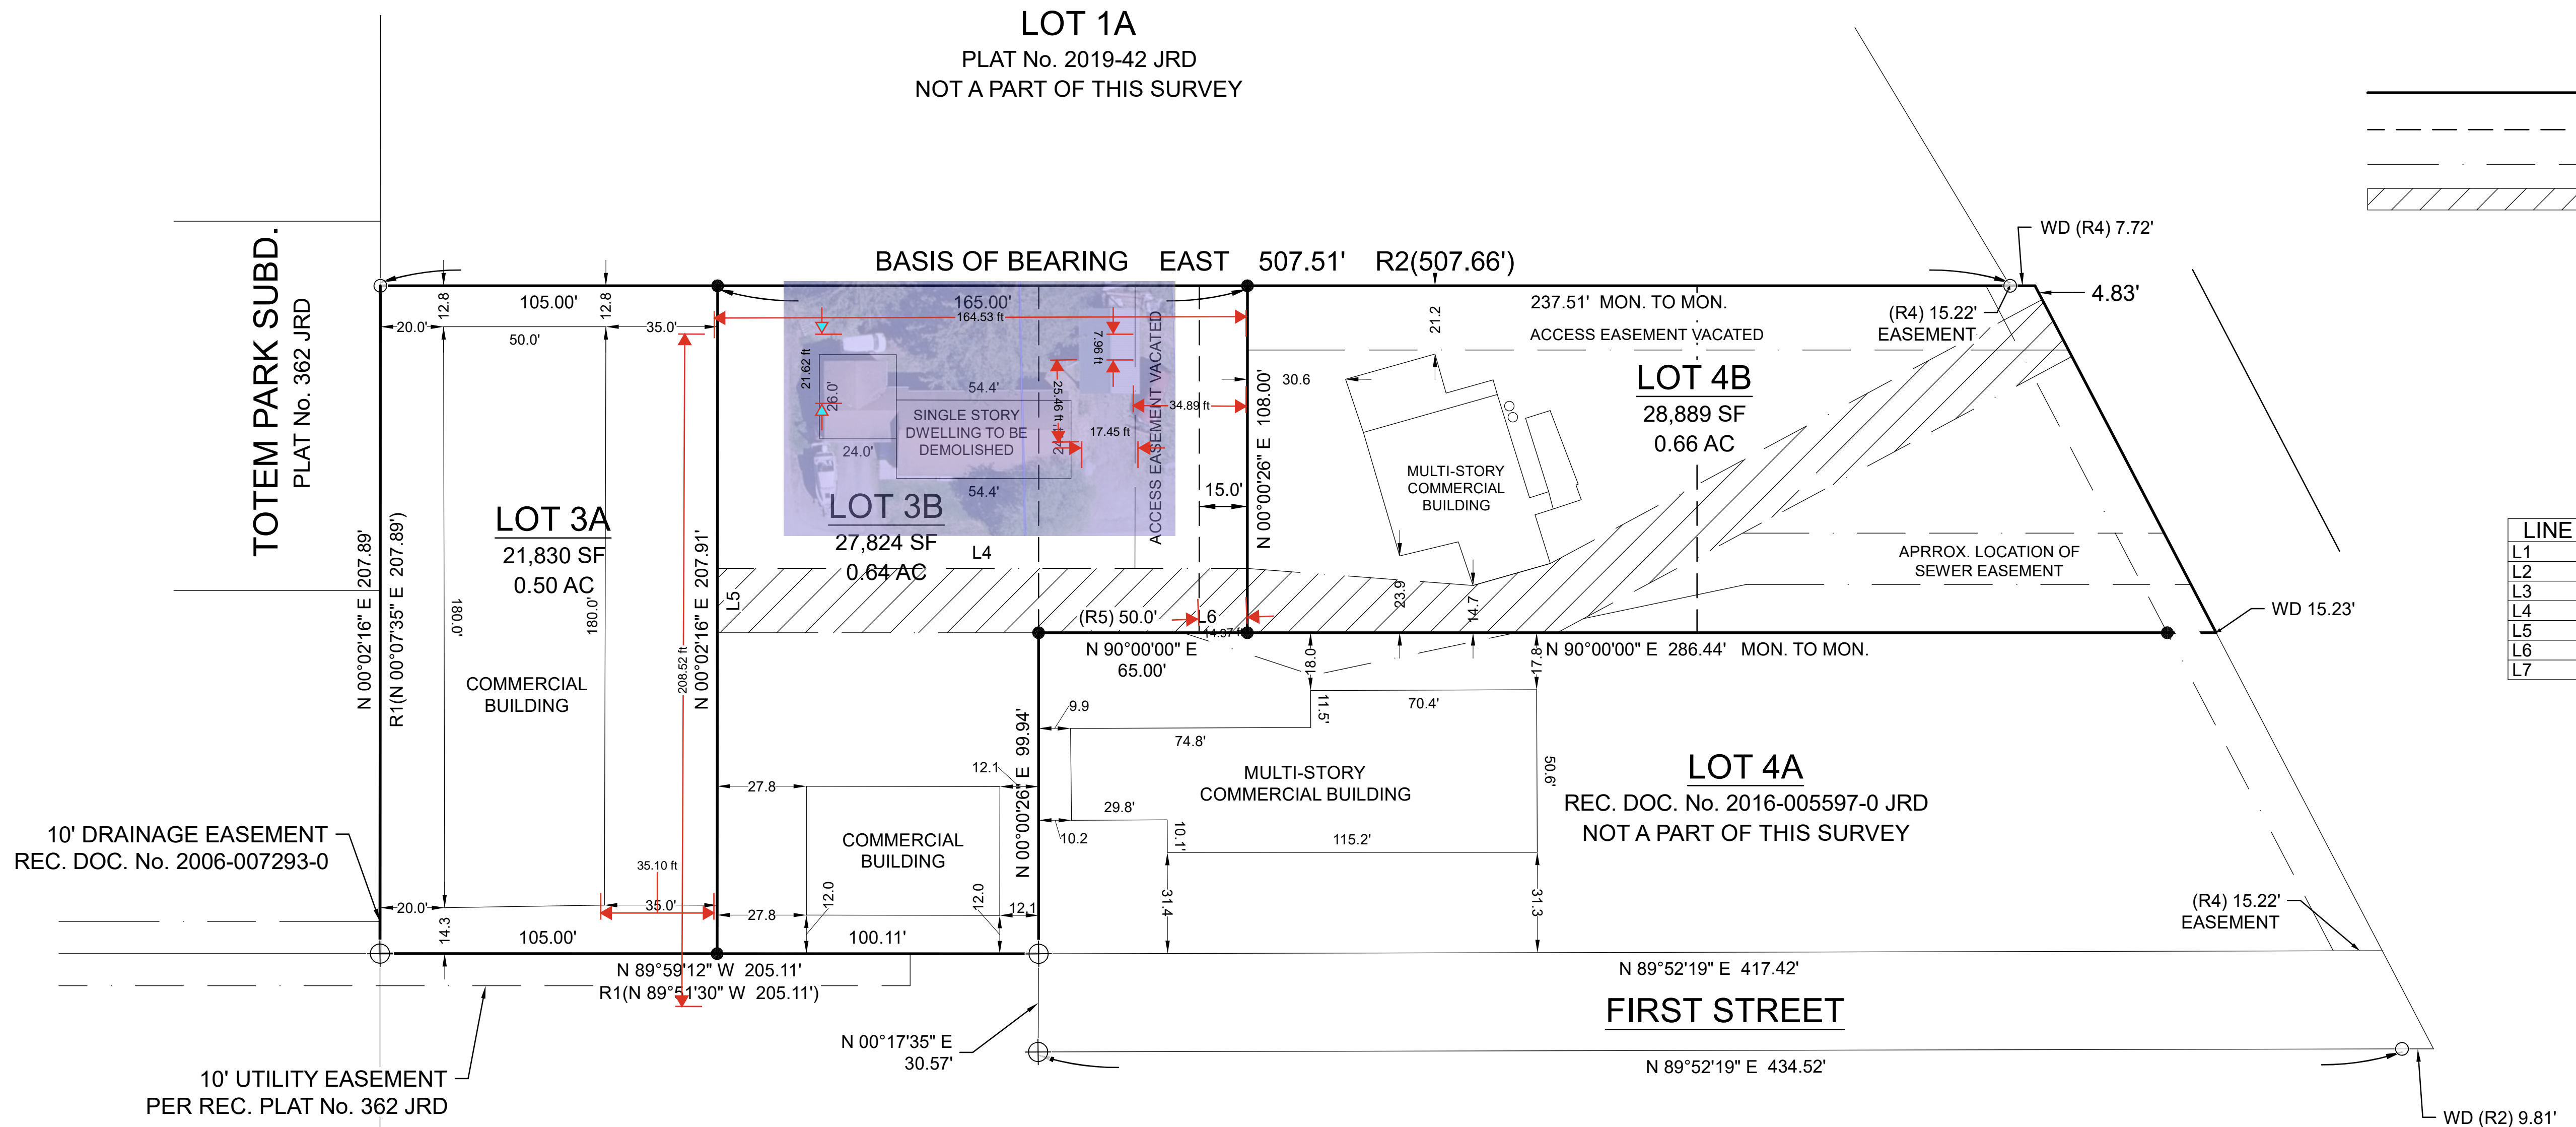 LOT 1A
PLAT No. 2019-42 JRD
NOT A PART OF THIS SURVEY
TOTEM PARK SUBD.
PLAT No. 362 JRD
BASIS OF BEARING EAST 507.51' R2(507.66')
WD (R4) 7.72'
4.83'
(R4) 15.22'
EASEMENT
12.8
105.00'
12.8
20.0'
50.0'
35.0'
165.00'
164.53 ft
237.51' MON. TO MON.
ACCESS EASEMENT VACATED
21.2
30.6
21.62 ft
26.0'
24.0'
54.4'
SINGLE STORY
DWELLING TO BE
DEMOLISHED
54.4'
25.46 ft
7.96 ft
17.45 ft
34.89 ft
ACCESS EASEMENT VACATED
15.0'
N 00°00'26" E 108.00'
LOT 4B
28,889 SF
0.66 AC
MULTI-STORY
COMMERCIAL
BUILDING
APRROX. LOCATION OF
SEWER EASEMENT
WD 15.23'
LINE
L1
L2
L3
L4
L5
L6
L7
N 00°02'16" E 207.89'
R1(N 00°07'35" E 207.89')
180.0'
LOT 3A
21,830 SF
0.50 AC
180.0'
COMMERCIAL
BUILDING
208.52 ft
N 00°02'16" E 207.91'
LOT 3B
27,824 SF
0.64 AC
L4
L5
(R5) 50.0'
L6
14.97 ft
N 90°00'00" E
65.00'
23.9
14.7
18.0
17.8
N 90°00'00" E 286.44' MON. TO MON.
9.9
74.8'
11.5'
70.4'
50.6'
MULTI-STORY
COMMERCIAL BUILDING
29.8'
10.2
10.1'
115.2'
31.4
31.3
LOT 4A
REC. DOC. No. 2016-005597-0 JRD
NOT A PART OF THIS SURVEY
N 00°00'26" E 99.94'
12.1
27.8
COMMERCIAL
BUILDING
12.0
12.0
27.8
12.1
35.10 ft
35.0'
20.0'
14.3
105.00'
100.11'
10' DRAINAGE EASEMENT
REC. DOC. No. 2006-007293-0
N 89°59'12" W 205.11'
R1(N 89°51'30" W 205.11')
10' UTILITY EASEMENT
PER REC. PLAT No. 362 JRD
N 00°17'35" E
30.57'
(R4) 15.22'
EASEMENT
N 89°52'19" E 417.42'
FIRST STREET
N 89°52'19" E 434.52'
WD (R2) 9.81'